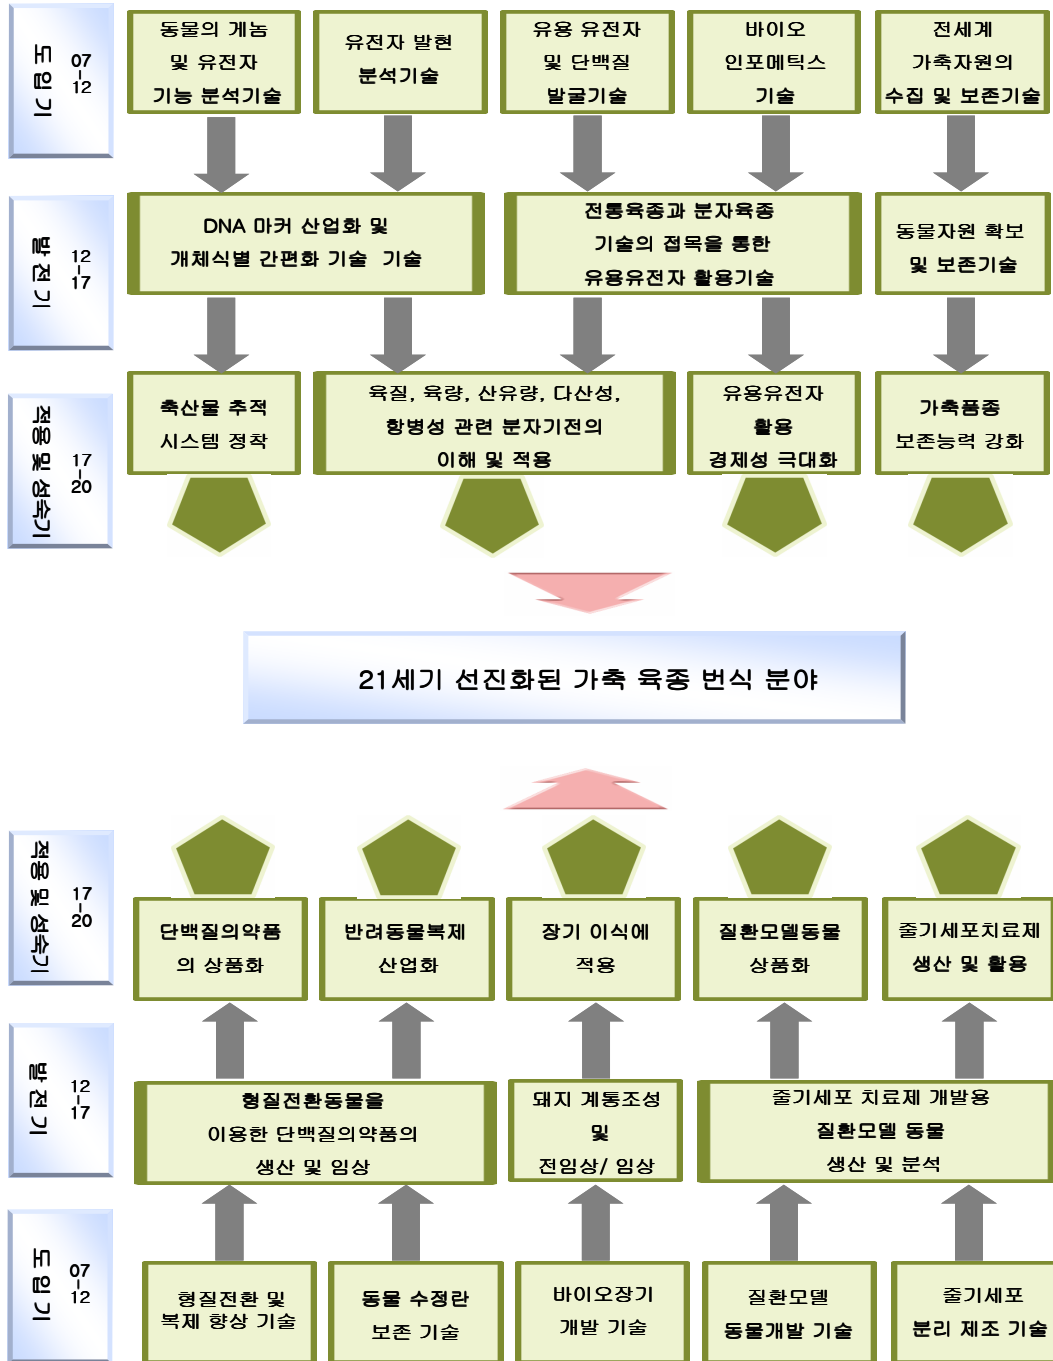 도 입 기
07-12
동물의 게놈
및 유전자
기능 분석기술
유전자 발현
분석기술
유용 유전자
및 단백질
발굴기술
바이오
인포메틱스
기술
전세계
가축자원의
수집 및 보존기술
발 전 기
12-17
DNA 마커 산업화 및
개체식별 간편화 기술 기술
전통육종과 분자육종
기술의 접목을 통한
유용유전자 활용기술
동물자원 확보
및 보존기술
적용 및 성숙기
17-20
축산물 추적
시스템 정착
육질, 육량, 산유량, 다산성,
항병성 관련 분자기전의
이해 및 적용
유용유전자
활용
경제성 극대화
가축품종
보존능력 강화
21세기 선진화된 가축 육종 번식 분야
적용 및 성숙기
17-20
단백질의약품
의 상품화
반려동물복제
산업화
장기 이식에
적용
질환모델동물
상품화
줄기세포치료제
생산 및 활용
발 전 기
12-17
형질전환동물을
이용한 단백질의약품의
생산 및 임상
돼지 계통조성
및
전임상/ 임상
줄기세포 치료제 개발용
질환모델 동물
생산 및 분석
도 입 기
07-12
형질전환 및
복제 향상 기술
동물 수정란
보존 기술
바이오장기
개발 기술
질환모델
동물개발 기술
줄기세포
분리 제조 기술